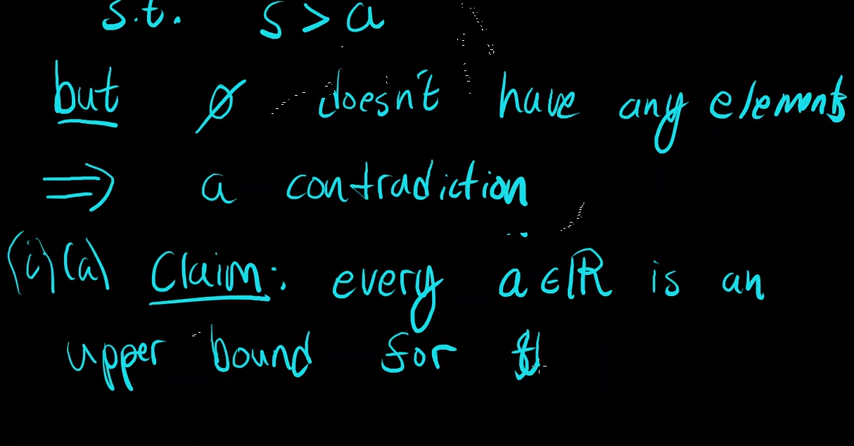 s.t. s > a
but ∅ doesn't have any elements
⟹ a contradiction
(i)(a) Claim: every a ∈ ℝ is an
upper bound for